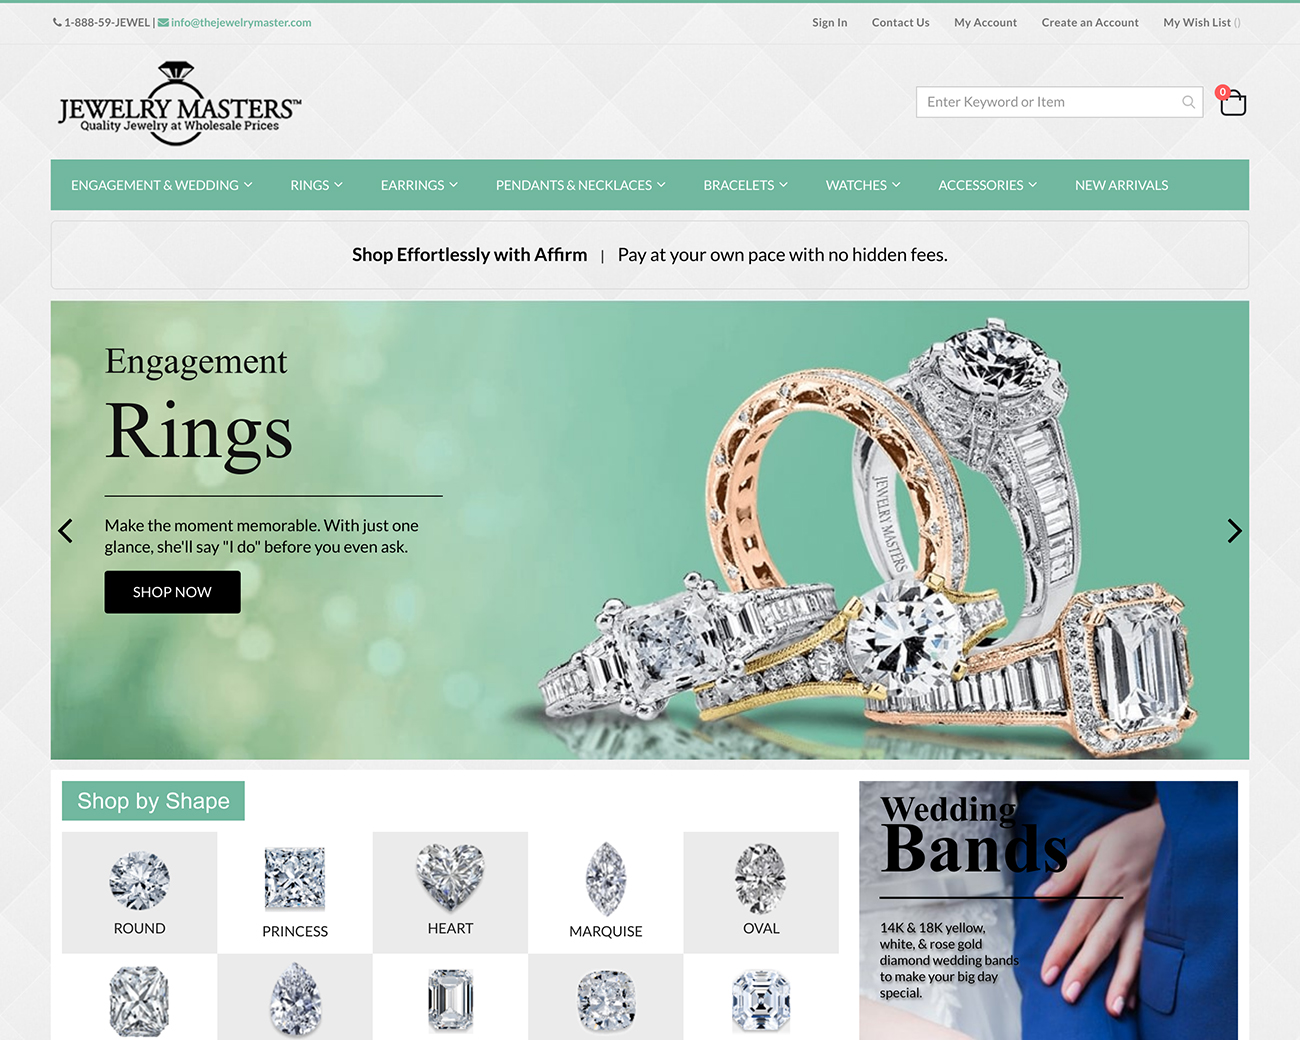 1-888-59-JEWEL | info@thejewelrymaster.com
Sign In Contact Us My Account Create an Account My Wish List ()
JEWELRY MASTERS™
Quality Jewelry at Wholesale Prices
Enter Keyword or Item
0
ENGAGEMENT & WEDDING RINGS EARRINGS PENDANTS & NECKLACES BRACELETS WATCHES ACCESSORIES NEW ARRIVALS
Shop Effortlessly with Affirm | Pay at your own pace with no hidden fees.
Engagement
Rings
Make the moment memorable. With just one
glance, she'll say "I do" before you even ask.
SHOP NOW
JEWELRY MASTERS
Shop by Shape
ROUND PRINCESS HEART MARQUISE OVAL
Wedding
Bands
14K & 18K yellow,
white, & rose gold
diamond wedding bands
to make your big day
special.